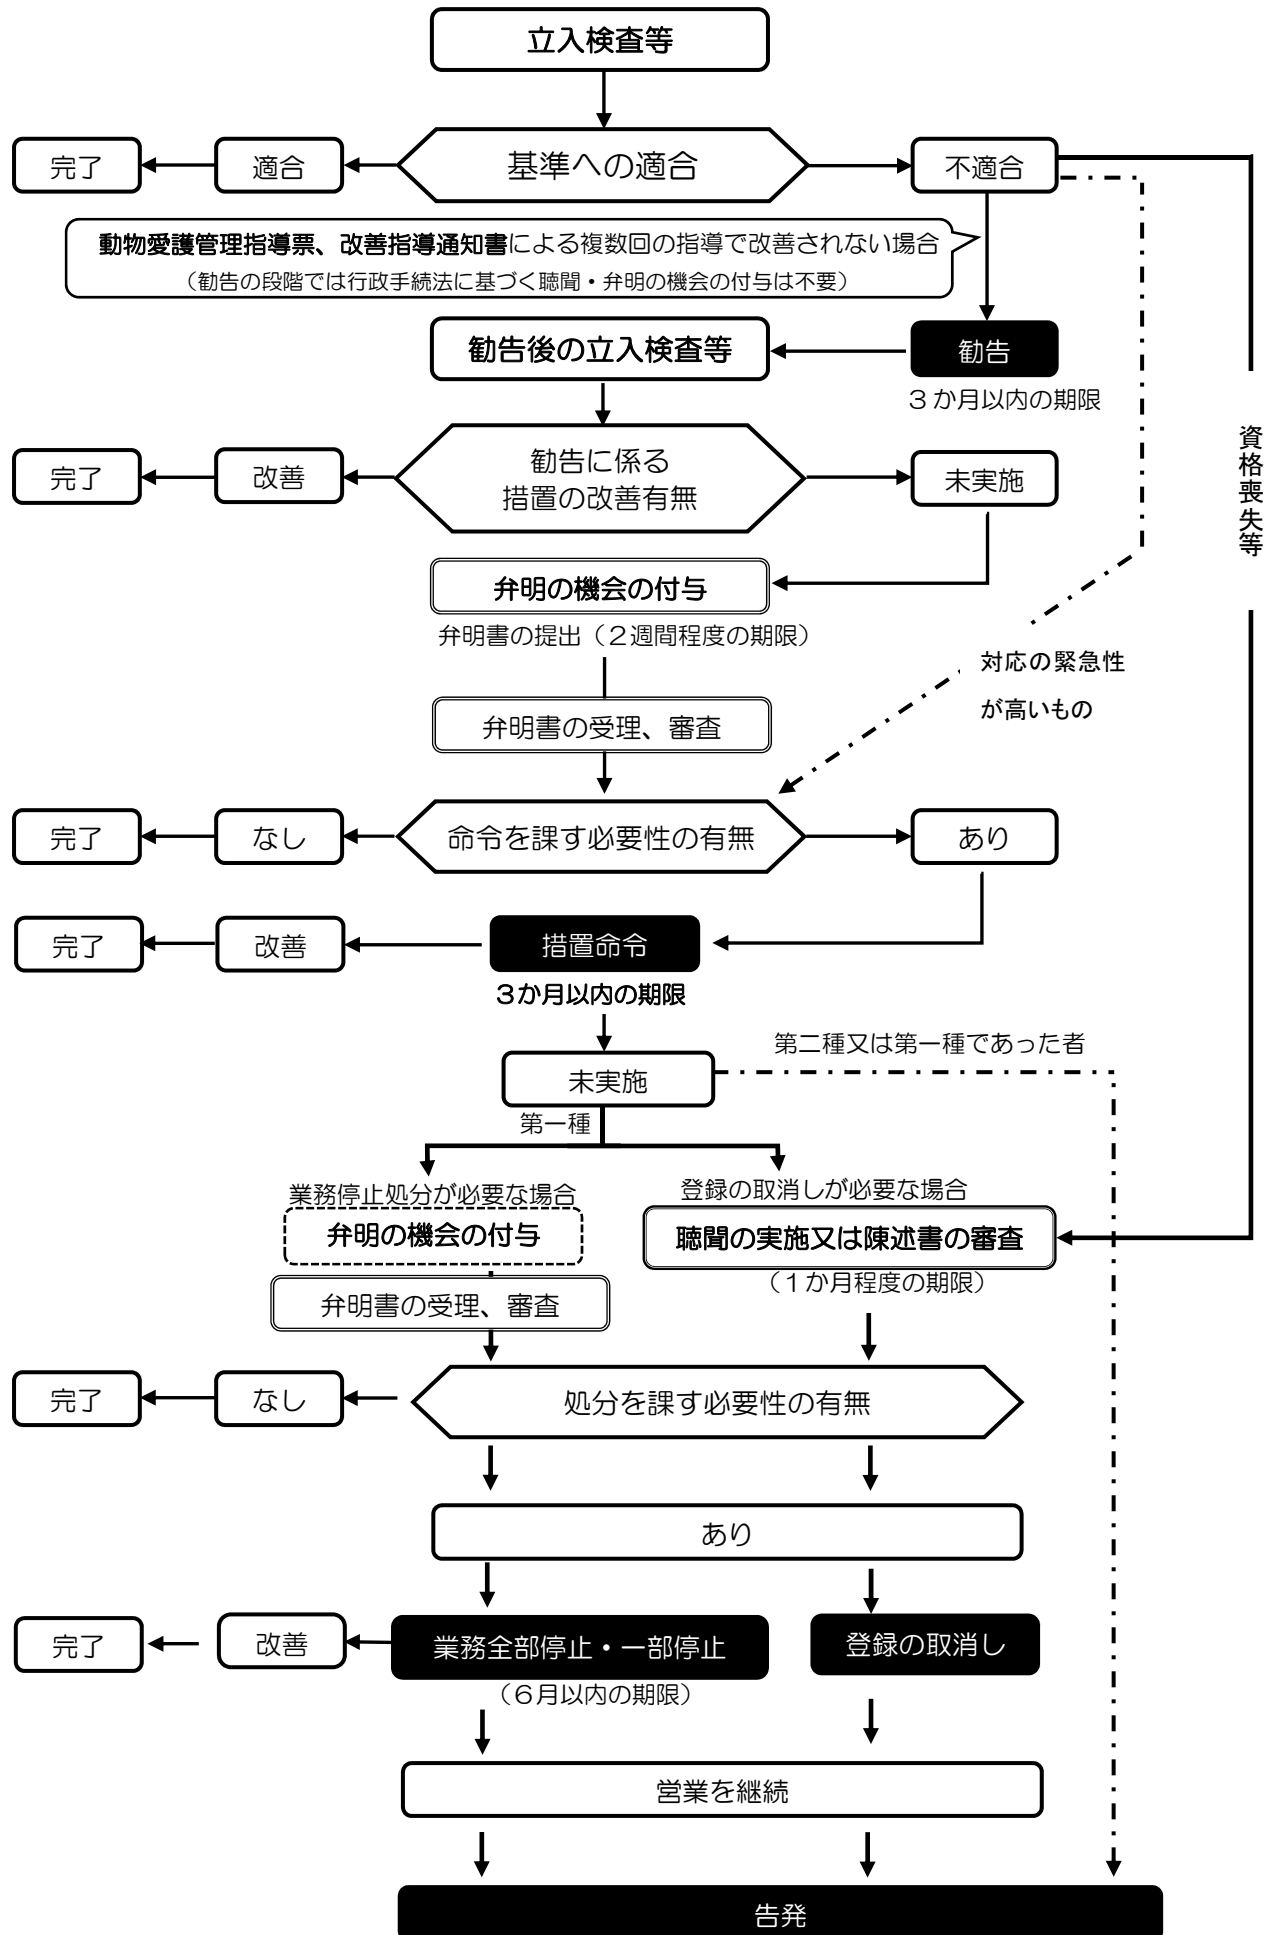 立入検査等
完了
適合
基準への適合
不適合
動物愛護管理指導票、改善指導通知書による複数回の指導で改善されない場合
（勧告の段階では行政手続法に基づく聴聞・弁明の機会の付与は不要）
勧告後の立入検査等
勧告
３か月以内の期限
資格喪失等
完了
改善
勧告に係る
措置の改善有無
未実施
弁明の機会の付与
弁明書の提出（２週間程度の期限）
対応の緊急性
が高いもの
弁明書の受理、審査
完了
なし
命令を課す必要性の有無
あり
完了
改善
措置命令
３か月以内の期限
第二種又は第一種であった者
未実施
第一種
業務停止処分が必要な場合
登録の取消しが必要な場合
弁明の機会の付与
聴聞の実施又は陳述書の審査
（１か月程度の期限）
弁明書の受理、審査
完了
なし
処分を課す必要性の有無
あり
完了
改善
業務全部停止・一部停止
登録の取消し
（６月以内の期限）
営業を継続
告発